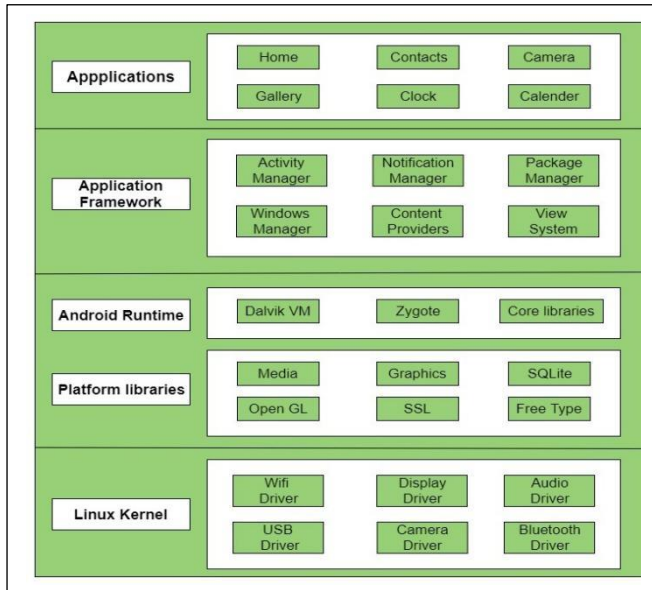 Appplications
Home
Contacts
Camera
Gallery
Clock
Calender
Application
Framework
Activity
Manager
Notification
Manager
Package
Manager
Windows
Manager
Content
Providers
View
System
Android Runtime
Dalvik VM
Zygote
Core libraries
Platform libraries
Media
Graphics
SQLite
Open GL
SSL
Free Type
Linux Kernel
Wifi
Driver
Display
Driver
Audio
Driver
USB
Driver
Camera
Driver
Bluetooth
Driver